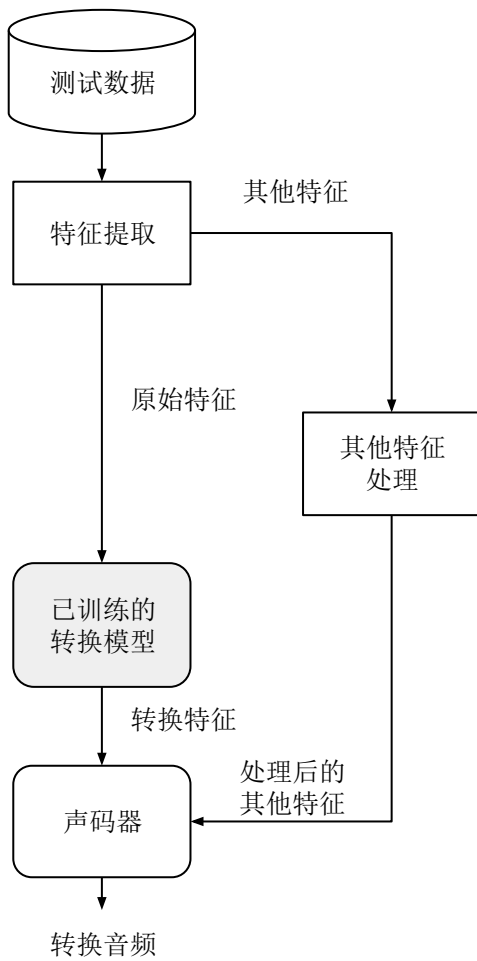 测试数据
其他特征
特征提取
原始特征
其他特征
处理
已训练的
转换模型
转换特征
处理后的
其他特征
声码器
转换音频